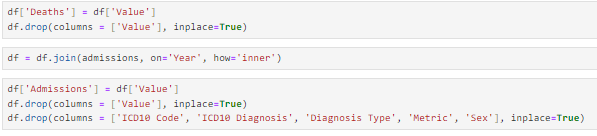 df['Deaths'] = df['Value']
df.drop(columns = ['Value'], inplace=True)
df = df.join(admissions, on='Year', how='inner')
df['Admissions'] = df['Value']
df.drop(columns = ['Value'], inplace=True)
df.drop(columns = ['ICD10 Code', 'ICD10 Diagnosis', 'Diagnosis Type', 'Metric', 'Sex'], inplace=True)